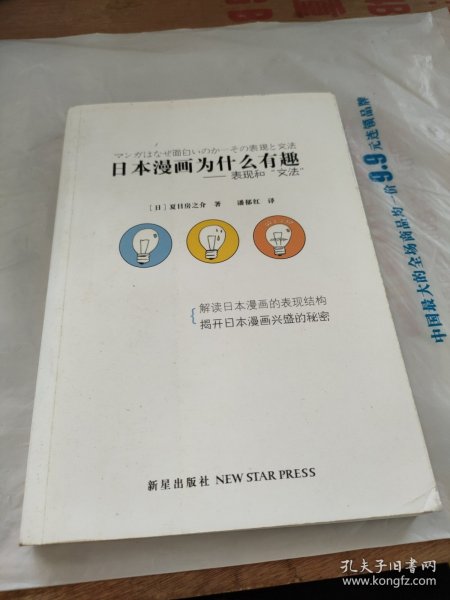 マンガはなぜ面白いのか—その表現と文法
日本漫画为什么有趣
——表现和“文法”
［日］夏目房之介 著 潘郁红 译
解读日本漫画的表现结构
揭开日本漫画兴盛的秘密
新星出版社 NEW STAR PRESS
中国最大的全场商品均一价9.9元连锁品牌
孔夫子旧书网
www.kongfz.com